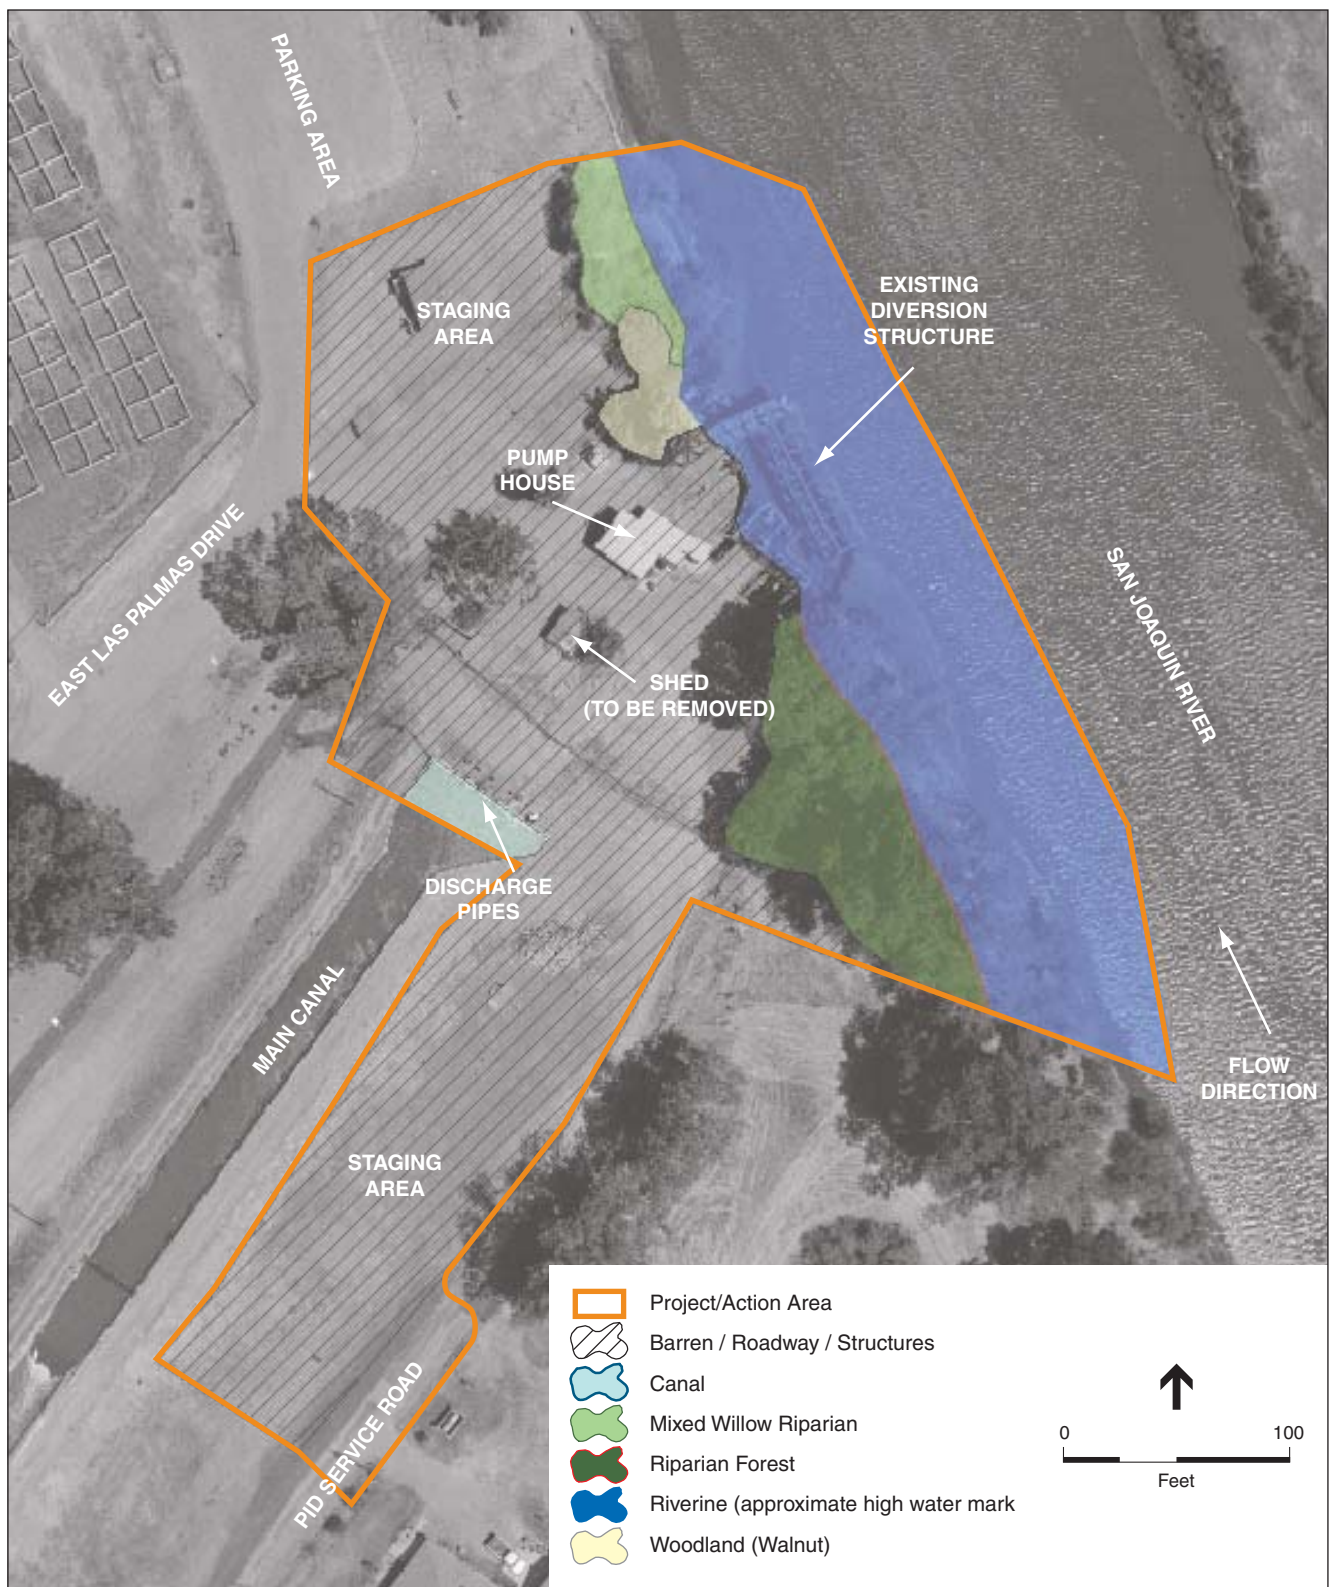 PARKING AREA
EXISTING
DIVERSION
STRUCTURE
STAGING
AREA
PUMP
HOUSE
EAST LAS PALMAS DRIVE
SAN JOAQUIN RIVER
SHED
(TO BE REMOVED)
DISCHARGE
PIPES
MAIN CANAL
FLOW
DIRECTION
STAGING
AREA
PID SERVICE ROAD
Project/Action Area
Barren / Roadway / Structures
Canal
Mixed Willow Riparian
Riparian Forest
Riverine (approximate high water mark
Woodland (Walnut)
0 100
Feet